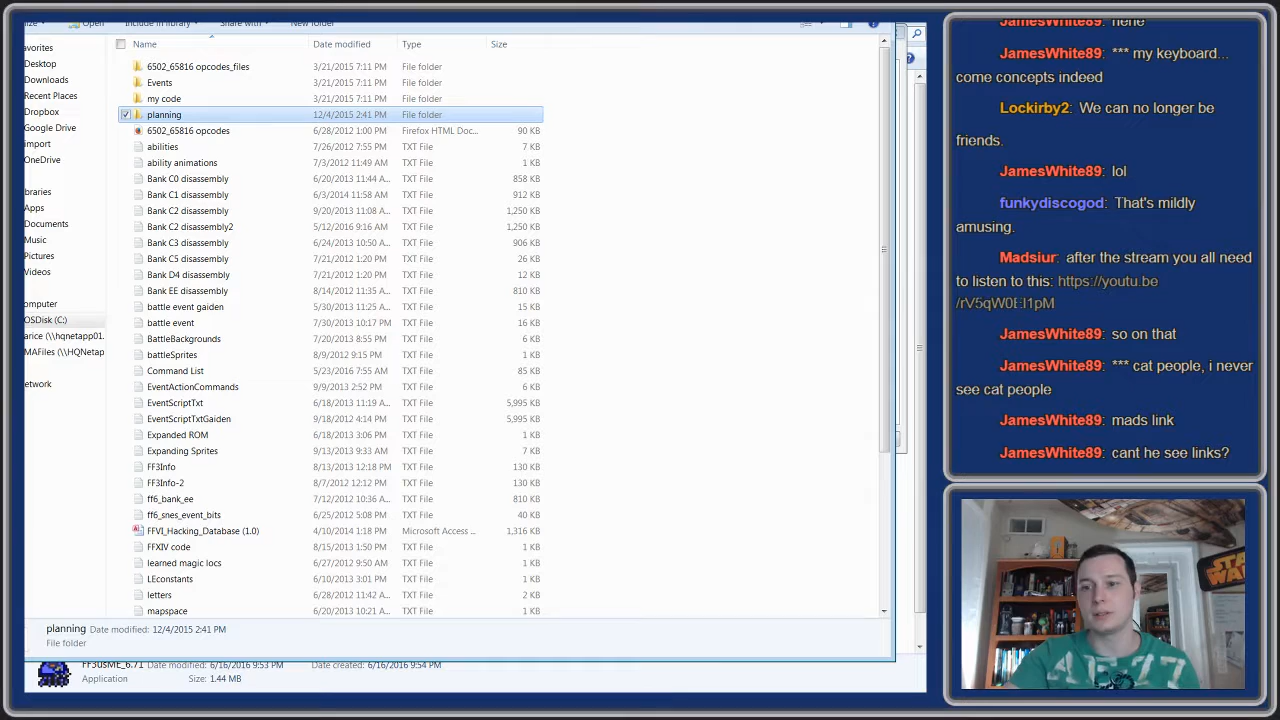 Open
Include in library
Share with
New folder
avorites
Desktop
Downloads
Recent Places
Dropbox
Google Drive
import
OneDrive
ibraries
Apps
Documents
Music
Pictures
Videos
omputer
OSDisk (C:)
arice (\\hqnetapp01.
MAFiles (\\HQNetap
etwork
Name Date modified Type Size
6502_65816 opcodes_files 3/21/2015 7:11 PM File folder
Events 3/21/2015 7:11 PM File folder
my code 3/21/2015 7:11 PM File folder
planning 12/4/2015 2:41 PM File folder
6502_65816 opcodes 6/28/2012 1:00 PM Firefox HTML Doc... 90 KB
abilities 7/26/2012 7:55 PM TXT File 7 KB
ability animations 7/3/2012 11:49 AM TXT File 1 KB
Bank C0 disassembly 6/20/2013 11:44 A... TXT File 858 KB
Bank C1 disassembly 6/3/2014 11:58 AM TXT File 912 KB
Bank C2 disassembly 9/20/2013 11:08 A... TXT File 1,250 KB
Bank C2 disassembly2 5/12/2016 9:16 AM TXT File 1,250 KB
Bank C3 disassembly 6/24/2013 10:50 A... TXT File 906 KB
Bank C5 disassembly 7/21/2012 1:20 PM TXT File 26 KB
Bank D4 disassembly 7/21/2012 1:20 PM TXT File 12 KB
Bank EE disassembly 8/14/2012 11:35 A... TXT File 810 KB
battle event gaiden 5/30/2013 11:25 A... TXT File 15 KB
battle event 7/30/2013 10:17 PM TXT File 16 KB
BattleBackgrounds 7/20/2013 8:55 PM TXT File 6 KB
battleSprites 8/9/2012 9:15 PM TXT File 1 KB
Command List 5/23/2016 7:55 PM TXT File 85 KB
EventActionCommands 9/9/2013 2:52 PM TXT File 6 KB
EventScriptTxt 6/18/2013 11:19 A... TXT File 5,995 KB
EventScriptTxtGaiden 9/18/2012 4:14 PM TXT File 5,995 KB
Expanded ROM 6/18/2013 3:06 PM TXT File 1 KB
Expanding Sprites 9/13/2013 9:33 AM TXT File 7 KB
FF3Info 8/13/2013 12:18 PM TXT File 130 KB
FF3Info-2 8/7/2012 12:12 PM TXT File 130 KB
ff6_bank_ee 7/12/2012 10:36 A... TXT File 810 KB
ff6_snes_event_bits 6/25/2012 5:08 PM TXT File 40 KB
FFVI_Hacking_Database (1.0) 4/10/2014 1:18 PM Microsoft Access ... 1,316 KB
FFXIV code 8/15/2013 1:50 PM TXT File 1 KB
learned magic locs 6/27/2012 9:50 AM TXT File 1 KB
LEconstants 6/10/2013 3:01 PM TXT File 1 KB
letters 6/28/2012 11:42 A... TXT File 2 KB
mapspace 6/20/2013 10:21 A... TXT File 1 KB
planning Date modified: 12/4/2015 2:41 PM
File folder
FF3usME_6.71 Date modified: 6/16/2016 9:53 PM Date created: 6/16/2016 9:54 PM
Application Size: 1.44 MB
JamesWhite89: hehe
JamesWhite89: *** my keyboard...
come concepts indeed
Lockirby2: We can no longer be
friends.
JamesWhite89: lol
funkydiscogod: That's mildly
amusing.
Madsiur: after the stream you all need
to listen to this: https://youtu.be
JamesWhite89: so on that
JamesWhite89: *** cat people, i never
see cat people
JamesWhite89: mads link
JamesWhite89: cant he see links?
STAR
WA